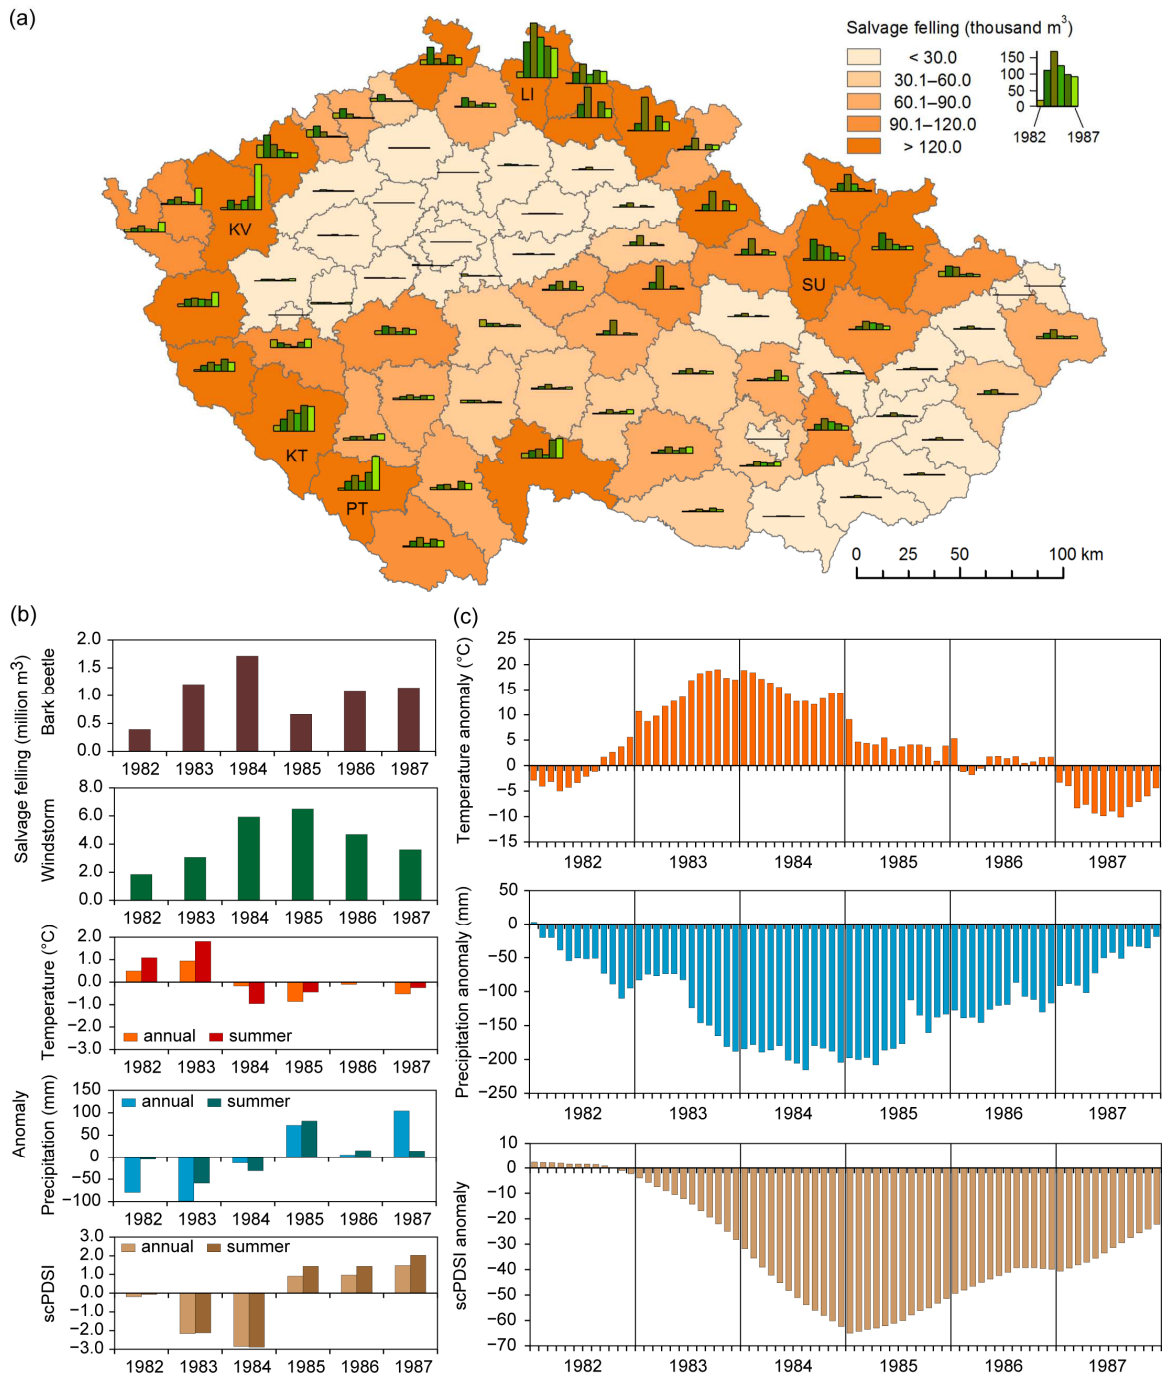 (a)
Salvage felling (thousand m³)
< 30.0
30.1–60.0
60.1–90.0
90.1–120.0
> 120.0
150
100
50
0
1982
1987
LI
KV
SU
KT
PT
0
25
50
100 km
(b)
Salvage felling (million m³)
Bark beetle
2.0
1.5
1.0
0.5
0.0
1982 1983 1984 1985 1986 1987
Windstorm
8.0
6.0
4.0
2.0
0.0
1982 1983 1984 1985 1986 1987
Anomaly
Temperature (°C)
2.0
1.0
0.0
−1.0
−2.0
−3.0
annual summer
1982 1983 1984 1985 1986 1987
Precipitation (mm)
150
100
50
0
−50
−100
annual summer
1982 1983 1984 1985 1986 1987
scPDSI
3.0
2.0
1.0
0.0
−1.0
−2.0
−3.0
annual summer
1982 1983 1984 1985 1986 1987
(c)
Temperature anomaly (°C)
25
20
15
10
5
0
−5
−10
−15
1982 1983 1984 1985 1986 1987
Precipitation anomaly (mm)
50
0
−50
−100
−150
−200
−250
1982 1983 1984 1985 1986 1987
scPDSI anomaly
10
0
−10
−20
−30
−40
−50
−60
−70
1982 1983 1984 1985 1986 1987